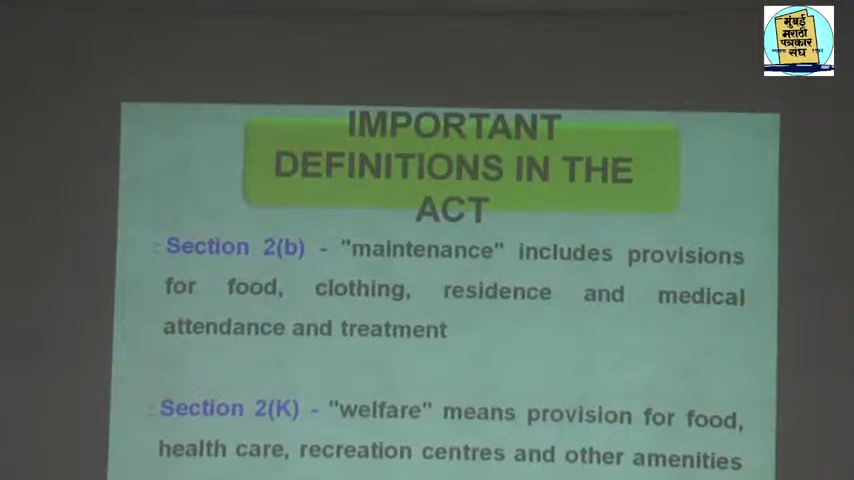 मुंबई
मराठी
पत्रकार
संघ
IMPORTANT
DEFINITIONS IN THE
ACT
Section 2(b) - "maintenance" includes provisions
for food, clothing, residence and medical
attendance and treatment
Section 2(K) - "welfare" means provision for food,
health care, recreation centres and other amenities